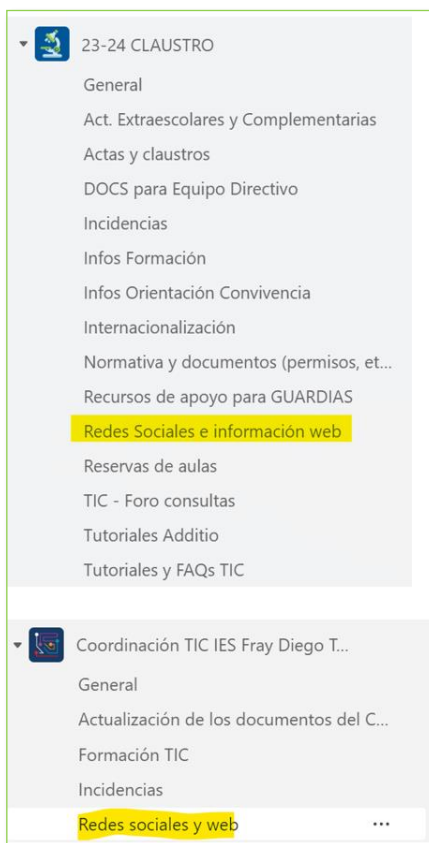 23-24 CLAUSTRO
General
Act. Extraescolares y Complementarias
Actas y claustros
DOCS para Equipo Directivo
Incidencias
Infos Formación
Infos Orientación Convivencia
Internacionalización
Normativa y documentos (permisos, et...
Recursos de apoyo para GUARDIAS
Redes Sociales e información web
Reservas de aulas
TIC - Foro consultas
Tutoriales Additio
Tutoriales y FAQs TIC
Coordinación TIC IES Fray Diego T...
General
Actualización de los documentos del C...
Formación TIC
Incidencias
Redes sociales y web ...